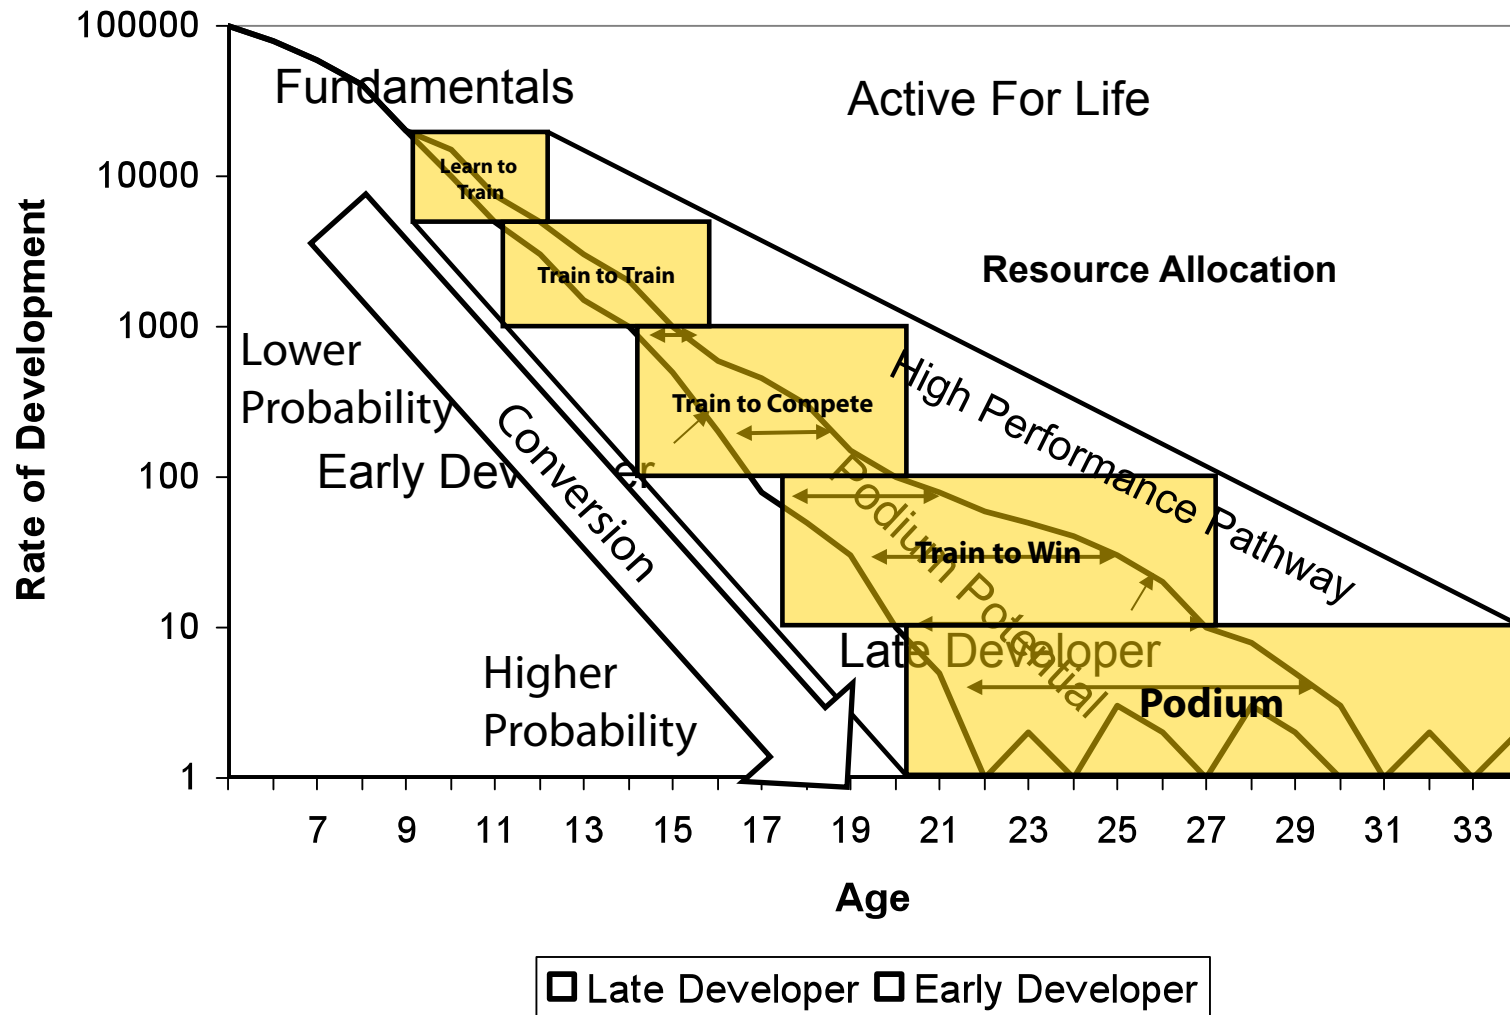 100000
10000
1000
100
10
1
Rate of Development
Fundamentals
Active For Life
Learn to
Train
Resource Allocation
Train to Train
Lower
Probability
High Performance Pathway
Train to Compete
Conversion
Podium Potential
Train to Win
Late Developer
Higher
Probability
Podium
7 9 11 13 15 17 19 21 23 25 27 29 31 33
Age
Late Developer Early Developer